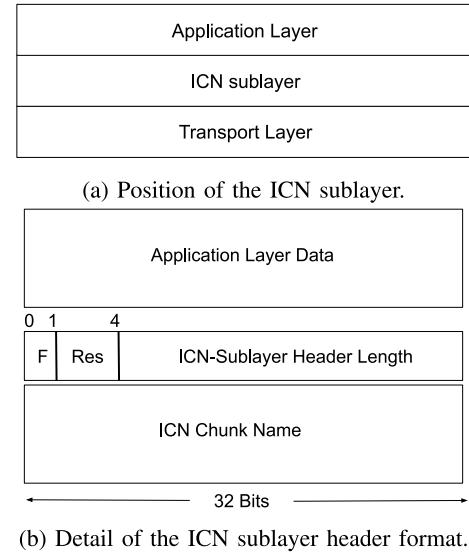 Application Layer
ICN sublayer
Transport Layer
(a) Position of the ICN sublayer.
Application Layer Data
0 1 4
F Res ICN-Sublayer Header Length
ICN Chunk Name
32 Bits
(b) Detail of the ICN sublayer header format.